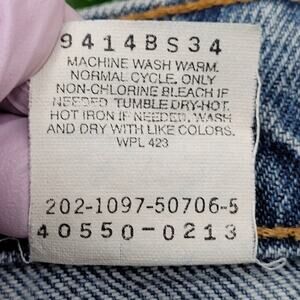 9414BS34
MACHINE WASH WARM.
NORMAL CYCLE. ONLY
NON-CHLORINE BLEACH IF
NEEDED. TUMBLE DRY-HOT.
HOT IRON IF NEEDED. WASH
AND DRY WITH LIKE COLORS.
WPL 423
202-1097-50706-5
40550-0213